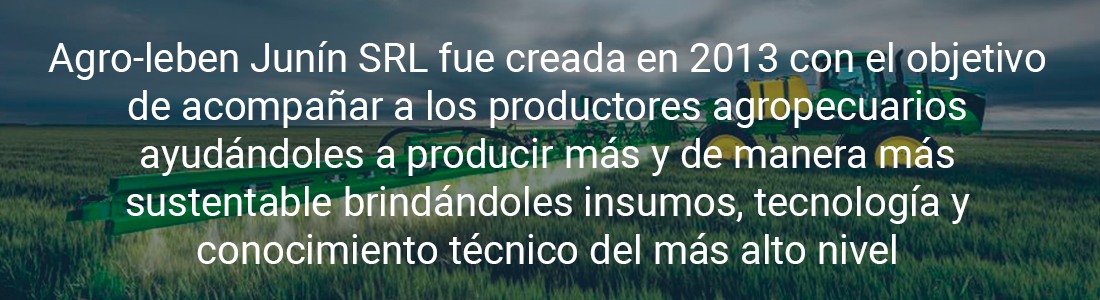 Agro-leben Junín SRL fue creada en 2013 con el objetivo
de acompañar a los productores agropecuarios
ayudándoles a producir más y de manera más
sustentable brindándoles insumos, tecnología y
conocimiento técnico del más alto nivel